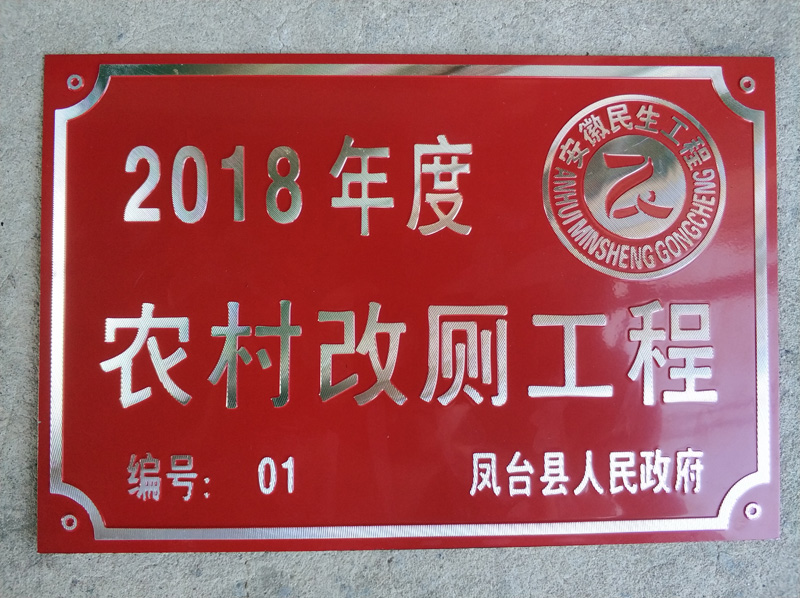 2018年度
安徽民生工程
ANHUI MINSHENG GONGCHENG
农村改厕工程
编号: 01
凤台县人民政府